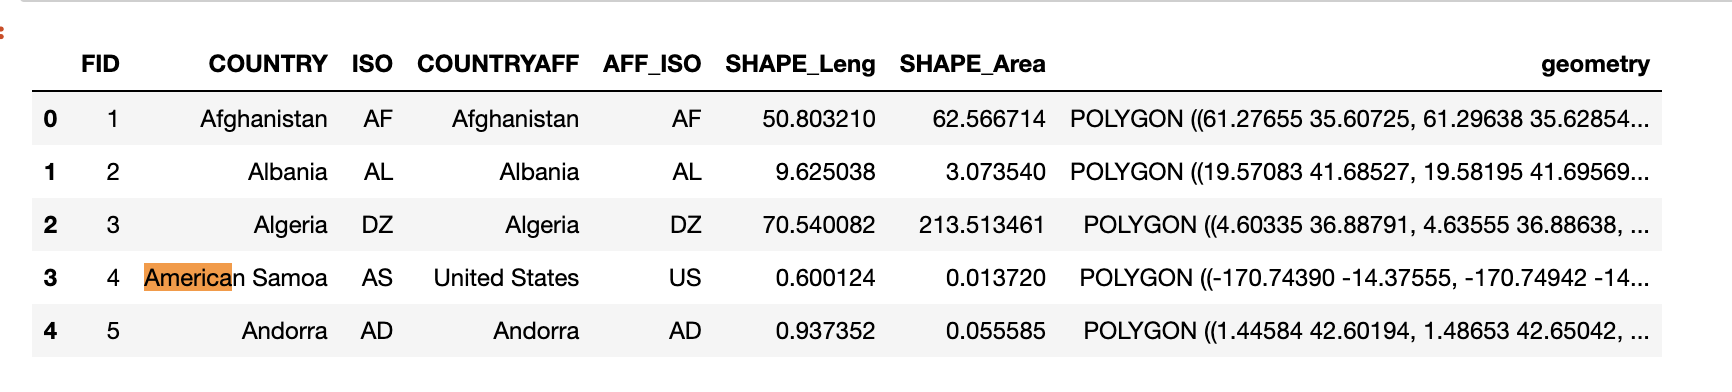 FID COUNTRY ISO COUNTRYAFF AFF_ISO SHAPE_Leng SHAPE_Area geometry
0 1 Afghanistan AF Afghanistan AF 50.803210 62.566714 POLYGON ((61.27655 35.60725, 61.29638 35.62854...
1 2 Albania AL Albania AL 9.625038 3.073540 POLYGON ((19.57083 41.68527, 19.58195 41.69569...
2 3 Algeria DZ Algeria DZ 70.540082 213.513461 POLYGON ((4.60335 36.88791, 4.63555 36.88638, ...
3 4 American Samoa AS United States US 0.600124 0.013720 POLYGON ((-170.74390 -14.37555, -170.74942 -14...
4 5 Andorra AD Andorra AD 0.937352 0.055585 POLYGON ((1.44584 42.60194, 1.48653 42.65042, ...